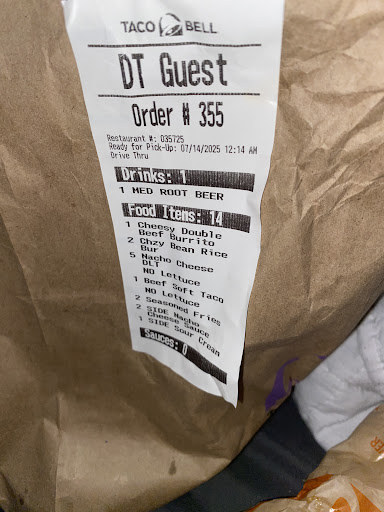 TACO BELL
DT Guest
Order # 355
Restaurant #: 035725
Ready for Pick-Up: 07/14/2025 12:14 AM
Drive Thru
Drinks: 1
1 MED ROOT BEER
Food Items: 14
1 Cheesy Double
Beef Burrito
2 Chzy Bean Rice
Bur
5 Nacho Cheese
DLT
NO Lettuce
1 Beef Soft Taco
NO Lettuce
2 Seasoned Fries
2 SIDE Nacho
Cheese Sauce
1 SIDE Sour Cream
Sauces: 0